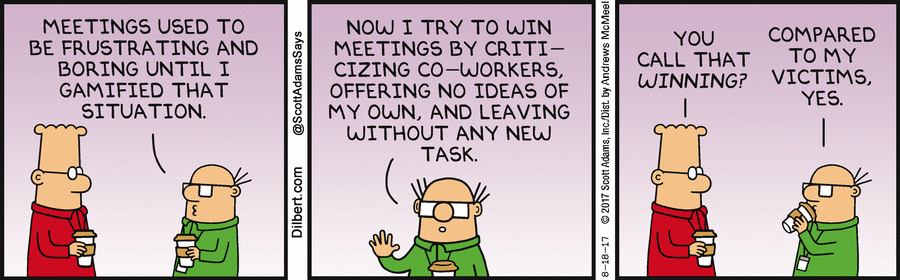 MEETINGS USED TO
BE FRUSTRATING AND
BORING UNTIL I
GAMIFIED THAT
SITUATION.
Dilbert.com @ScottAdamsSays
NOW I TRY TO WIN
MEETINGS BY CRITI-
CIZING CO-WORKERS,
OFFERING NO IDEAS OF
MY OWN, AND LEAVING
WITHOUT ANY NEW
TASK.
8-18-17 © 2017 Scott Adams, Inc./Dist. by Andrews McMeel
YOU
CALL THAT
WINNING?
COMPARED
TO MY
VICTIMS,
YES.